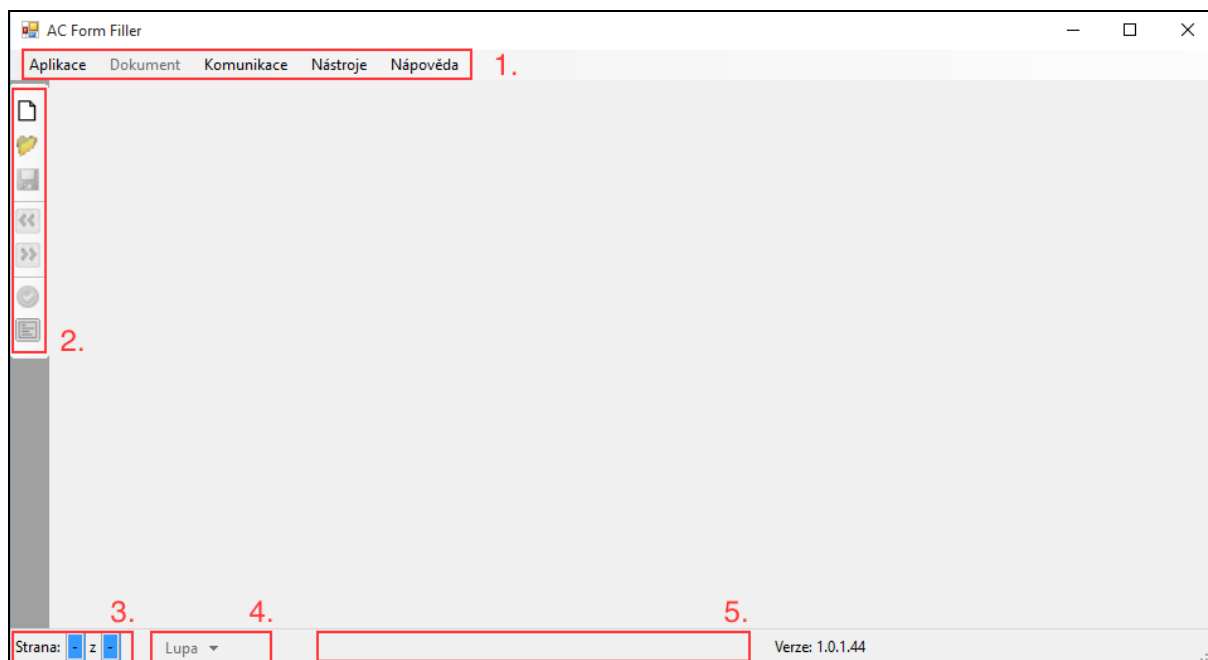 AC Form Filler
Aplikace Dokument Komunikace Nástroje Nápověda 1.
2.
3. 4. 5.
Strana: - z - Lupa Verze: 1.0.1.44